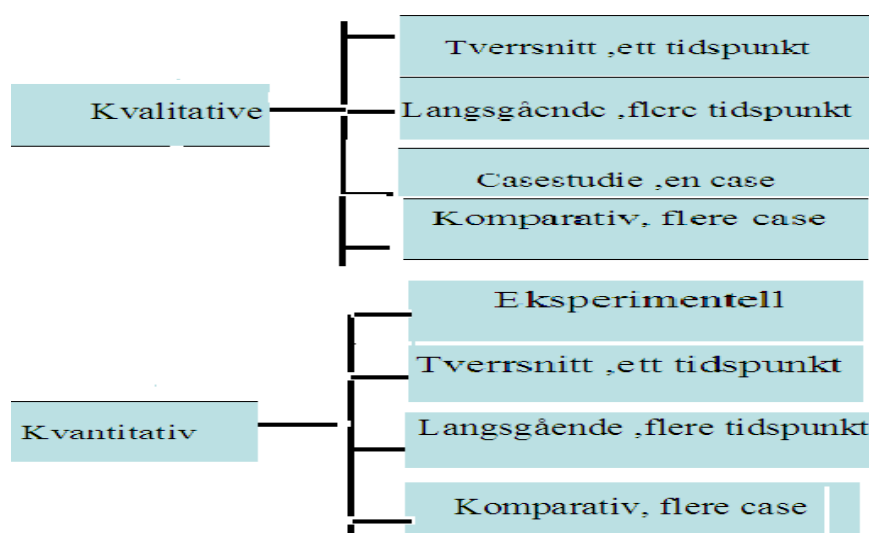 Tverrsnitt ,ett tidspunkt
Kvalitative
Langsgående ,flere tidspunkt
Casestudie ,en case
Komparativ, flere case
Eksperimentell
Tverrsnitt ,ett tidspunkt
Kvantitativ
Langsgående ,flere tidspunkt
Komparativ, flere case